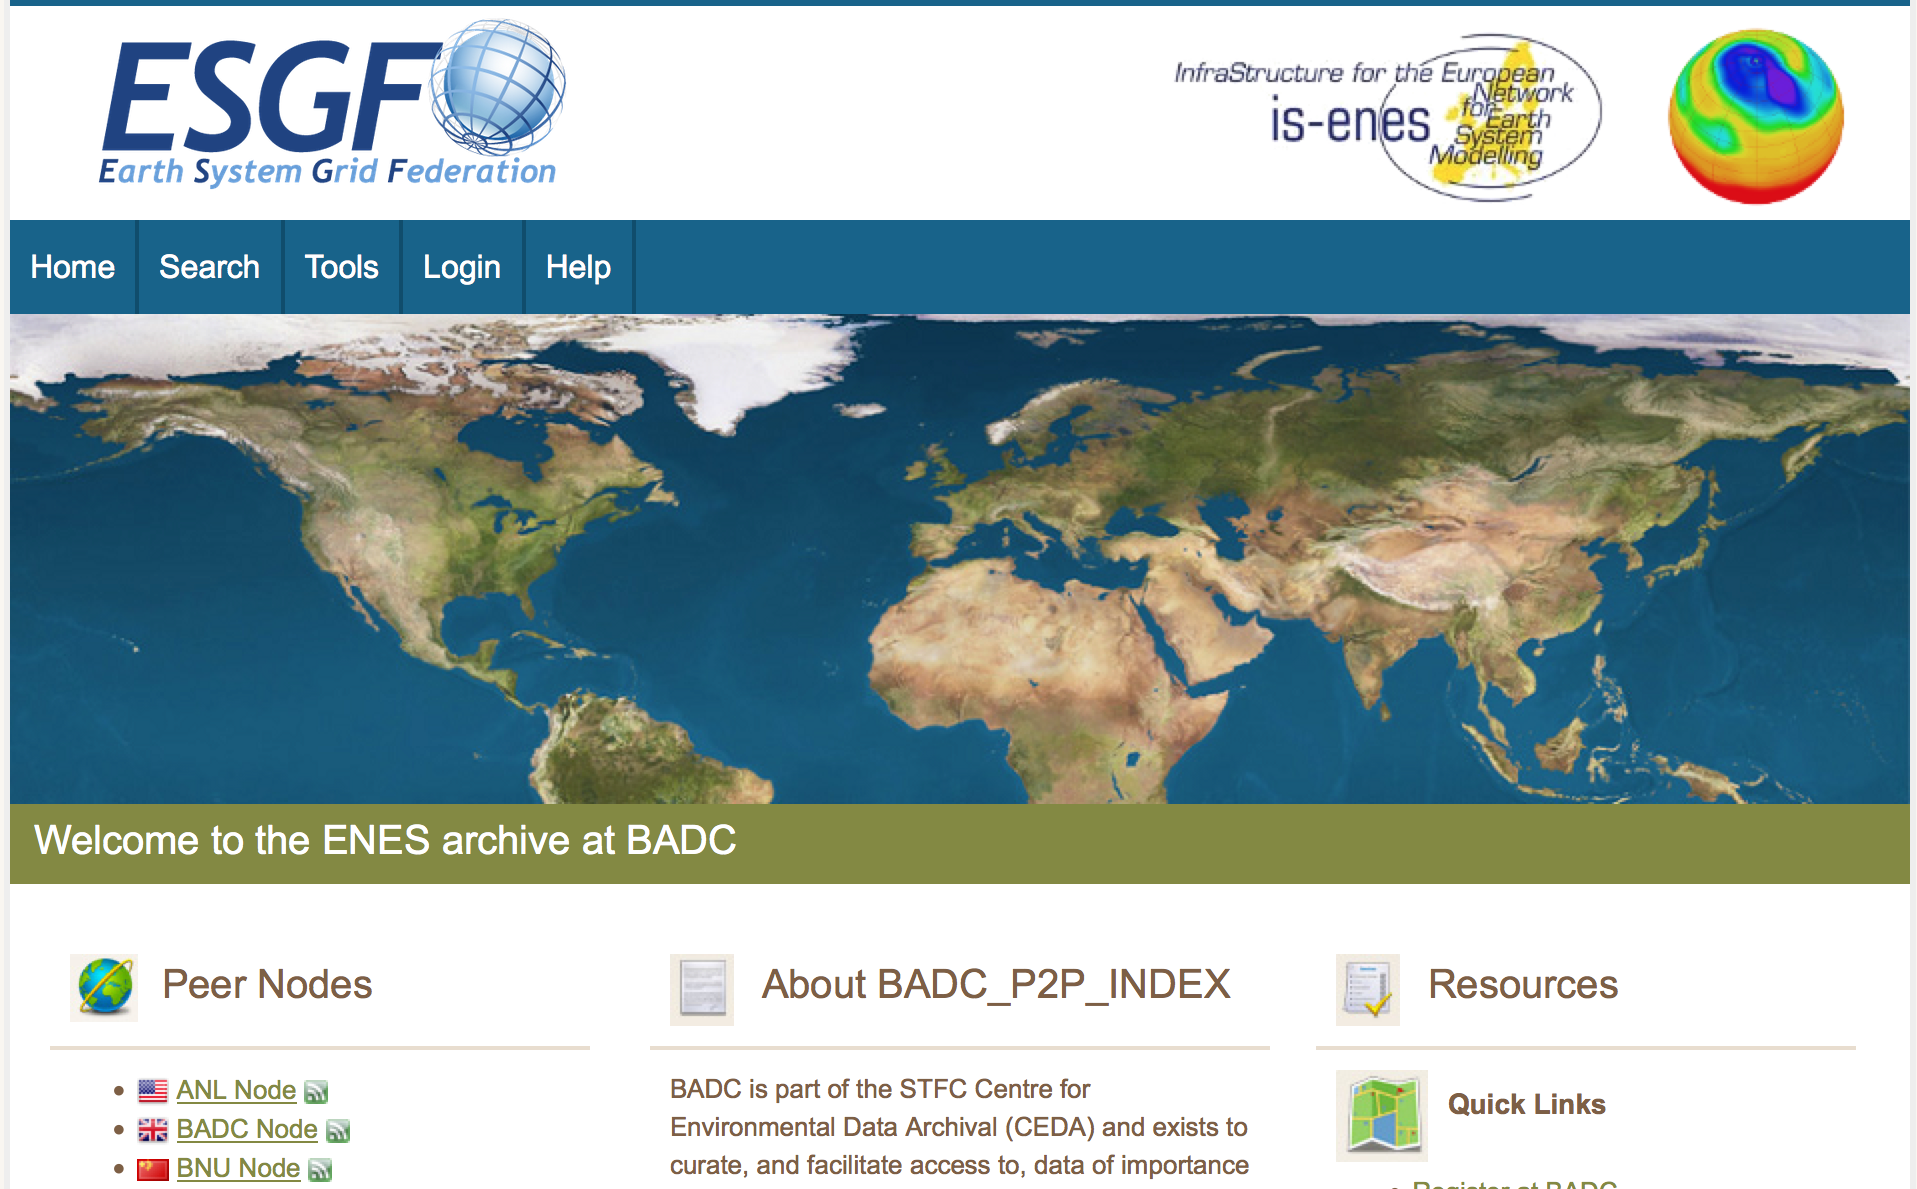 ESGF
Earth System Grid Federation
InfraStructure for the European
Network
for
is-enes
Earth
System
Modelling
Home
Search
Tools
Login
Help
Welcome to the ENES archive at BADC
Peer Nodes
ANL Node
BADC Node
BNU Node
About BADC_P2P_INDEX
BADC is part of the STFC Centre for
Environmental Data Archival (CEDA) and exists to
curate, and facilitate access to, data of importance
Resources
Quick Links
Register at BADC